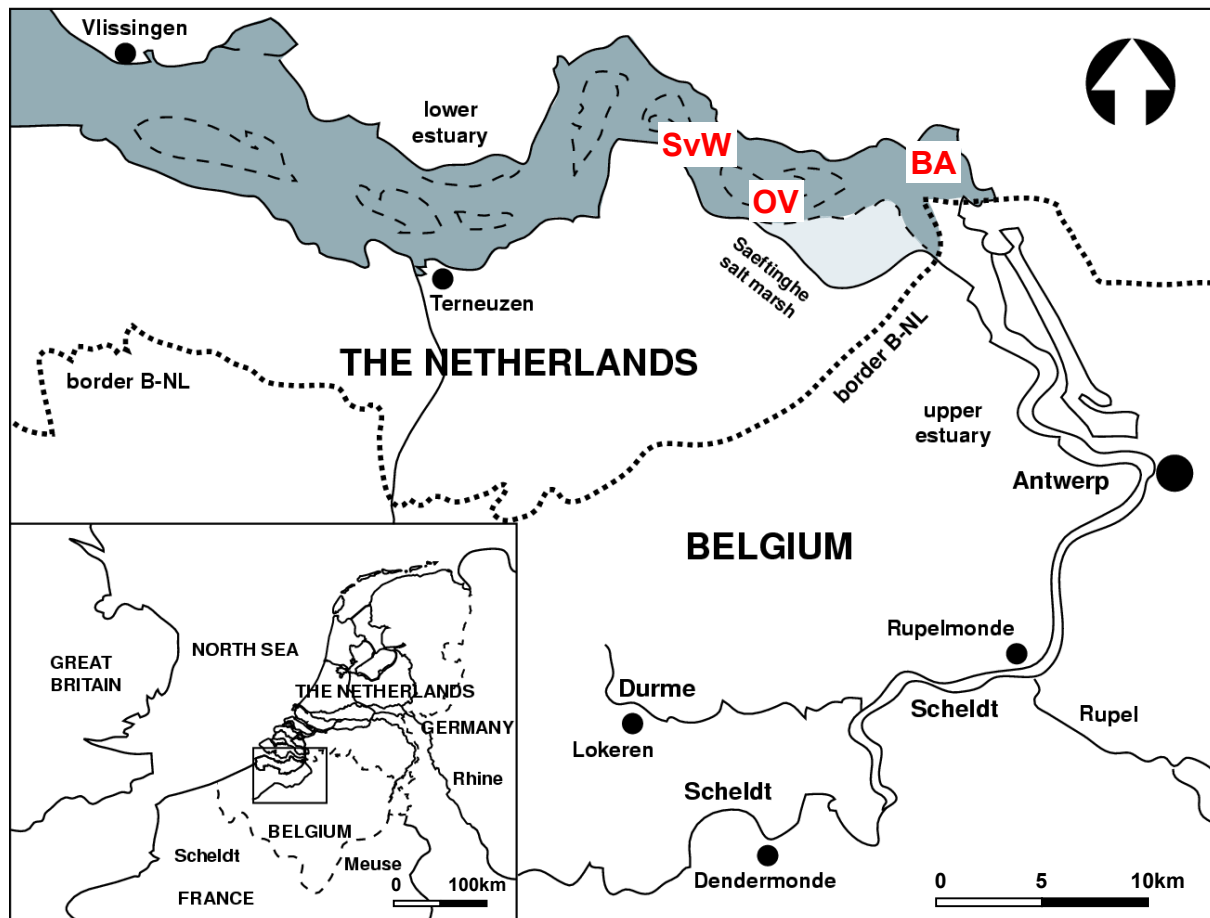 Vlissingen
lower
estuary
SvW
BA
OV
Saeftinghe
salt marsh
Terneuzen
THE NETHERLANDS
border B-NL
border B-NL
upper
estuary
Antwerp
BELGIUM
Rupelmonde
Durme
Scheldt
Rupel
Lokeren
Scheldt
Dendermonde
0 5 10km
NORTH SEA
GREAT
BRITAIN
THE NETHERLANDS
GERMANY
Rhine
BELGIUM
Scheldt
Meuse
FRANCE
0 100km